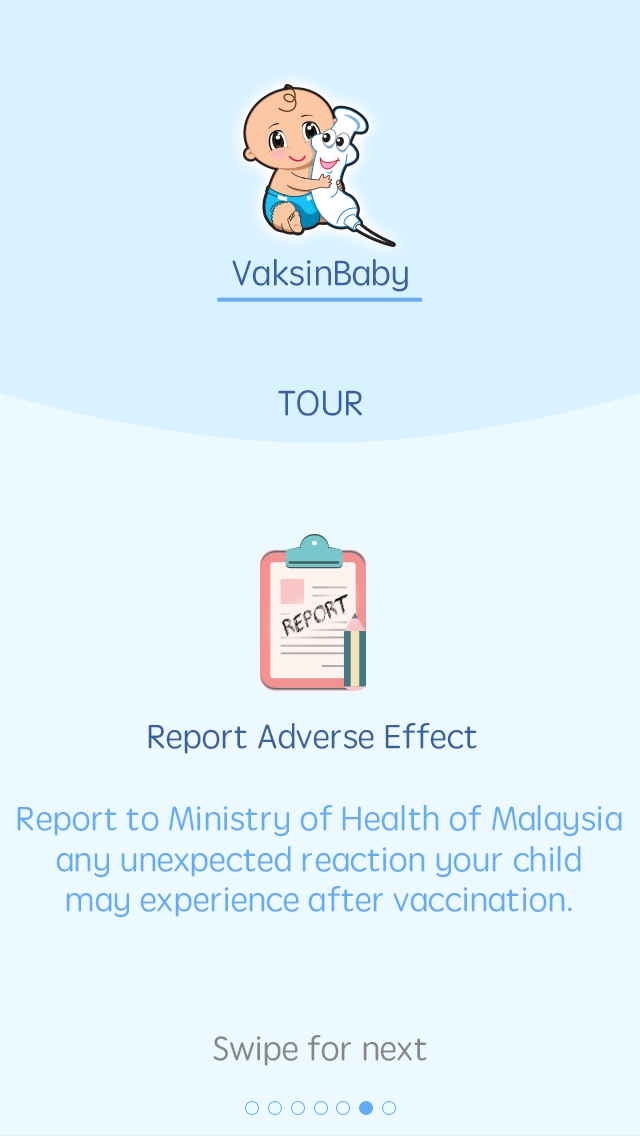 VaksinBaby
TOUR
REPORT
Report Adverse Effect
Report to Ministry of Health of Malaysia
any unexpected reaction your child
may experience after vaccination.
Swipe for next